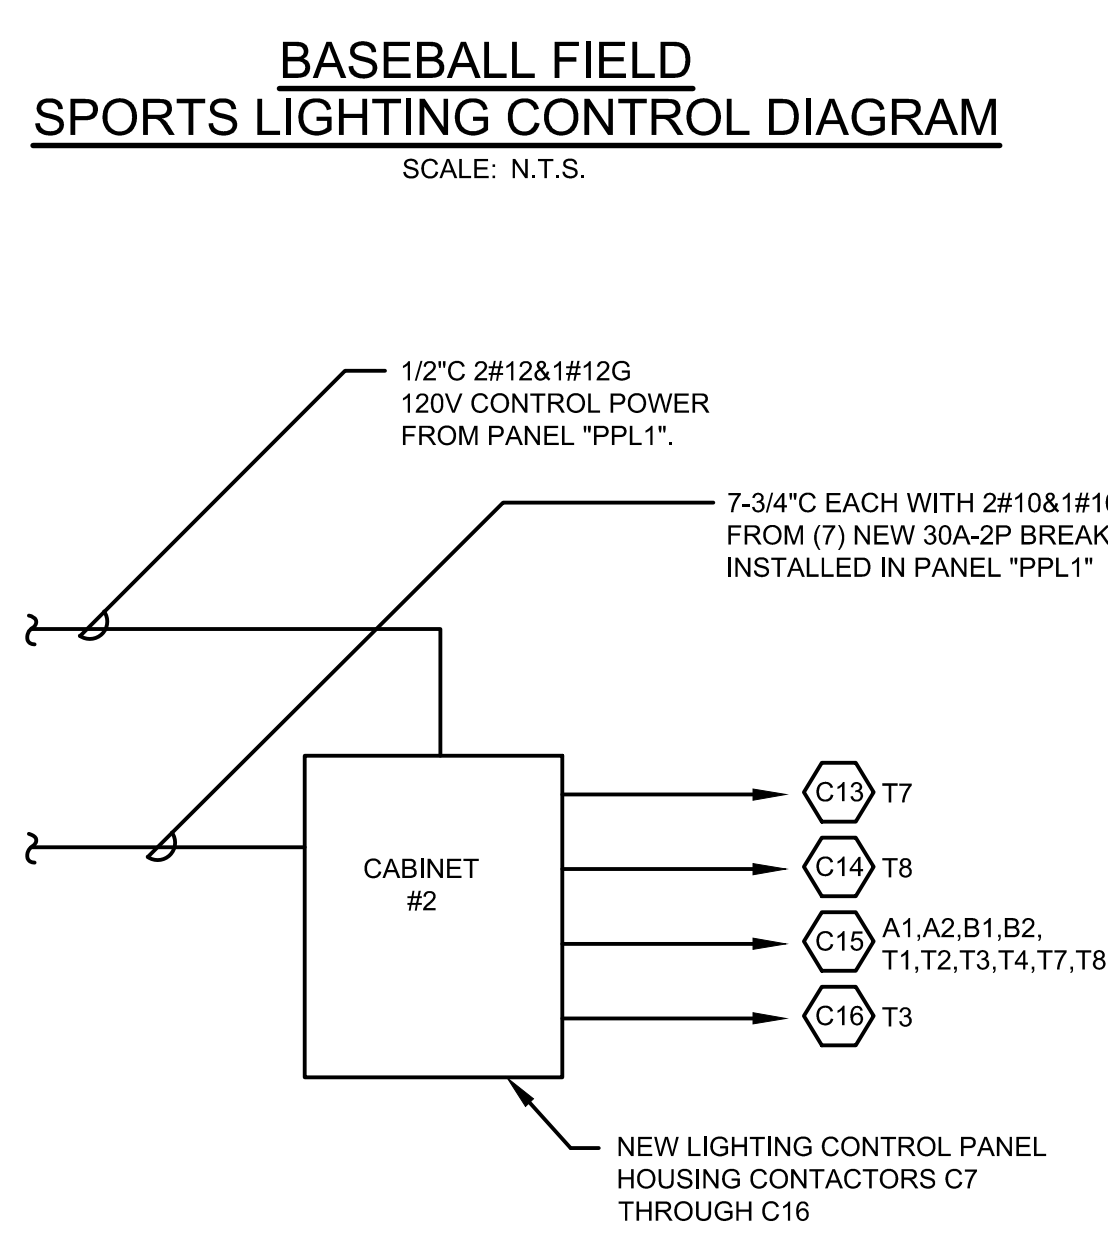 BASEBALL FIELD
SPORTS LIGHTING CONTROL DIAGRAM
SCALE: N.T.S.
1/2"C 2#12&1#12G
120V CONTROL POWER
FROM PANEL "PPL1".
7-3/4"C EACH WITH 2#10&
FROM (7) NEW 30A-2P
INSTALLED IN PANEL "PPL1"
C13 T7
CABINET
#2
C14 T8
C15 A1,A2,B1,B2,
T1,T2,T3,T4,T7,T8
C16 T3
NEW LIGHTING CONTROL PANEL
HOUSING CONTACTORS C7
THROUGH C16